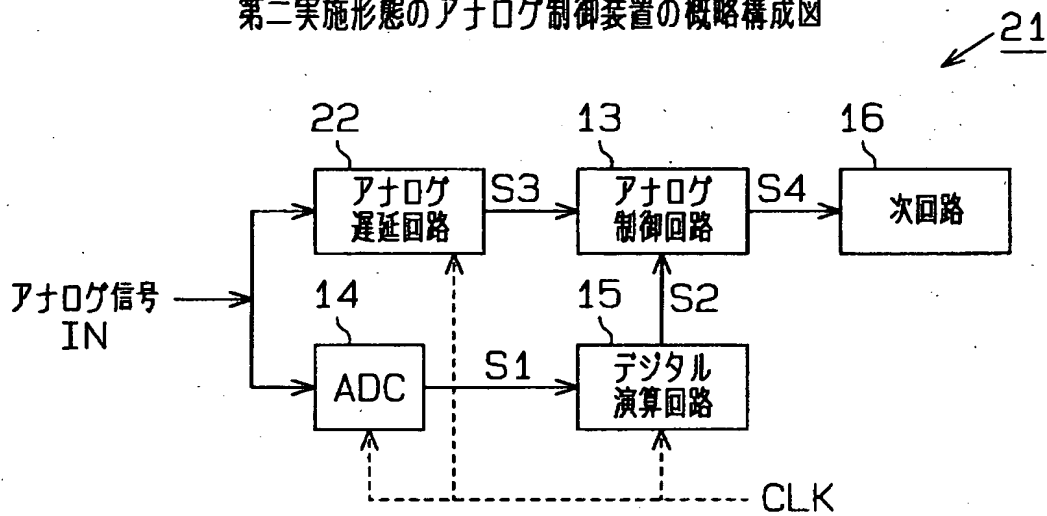 第二実施形態のアナログ制御装置の概略構成図
21
22
13
16
アナログ
遅延回路
S3
アナログ
制御回路
S4
次回路
アナログ信号
IN
14
15
S2
ADC
S1
デジタル
演算回路
CLK